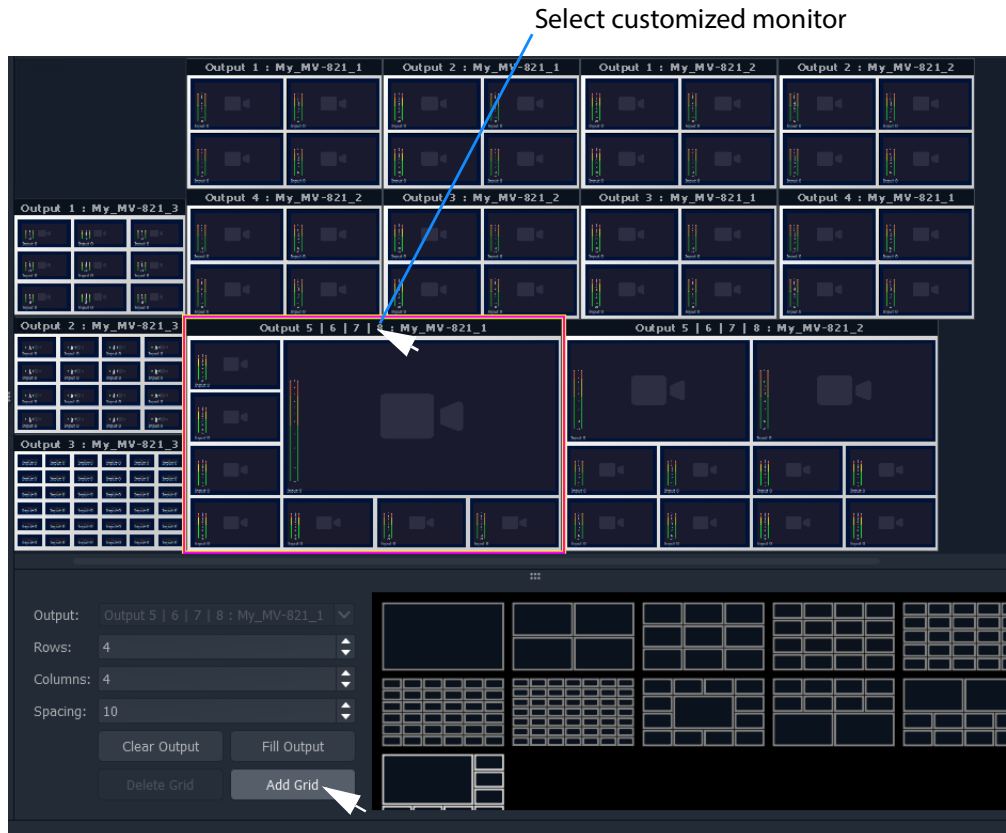 Select customized monitor
Output 1 : My_MV-821_1
Output 2 : My_MV-821_1
Output 1 : My_MV-821_2
Output 2 : My_MV-821_2
Output 4 : My_MV-821_2
Output 3 : My_MV-821_2
Output 3 : My_MV-821_1
Output 4 : My_MV-821_1
Output 1 : My_MV-821_3
Output 2 : My_MV-821_3
Output 3 : My_MV-821_3
Output 5 | 6 | 7 | 8 : My_MV-821_1
Output 5 | 6 | 7 | 8 : My_MV-821_2
Output: Output 5 | 6 | 7 | 8 : My_MV-821_1
Rows: 4
Columns: 4
Spacing: 10
Clear Output
Fill Output
Delete Grid
Add Grid